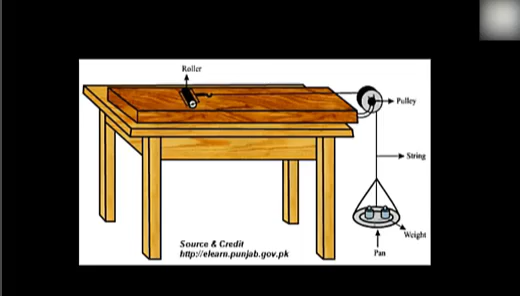 Roller
Pulley
String
Weight
Pan
Source & Credit
http://elearn.punjab.gov.pk